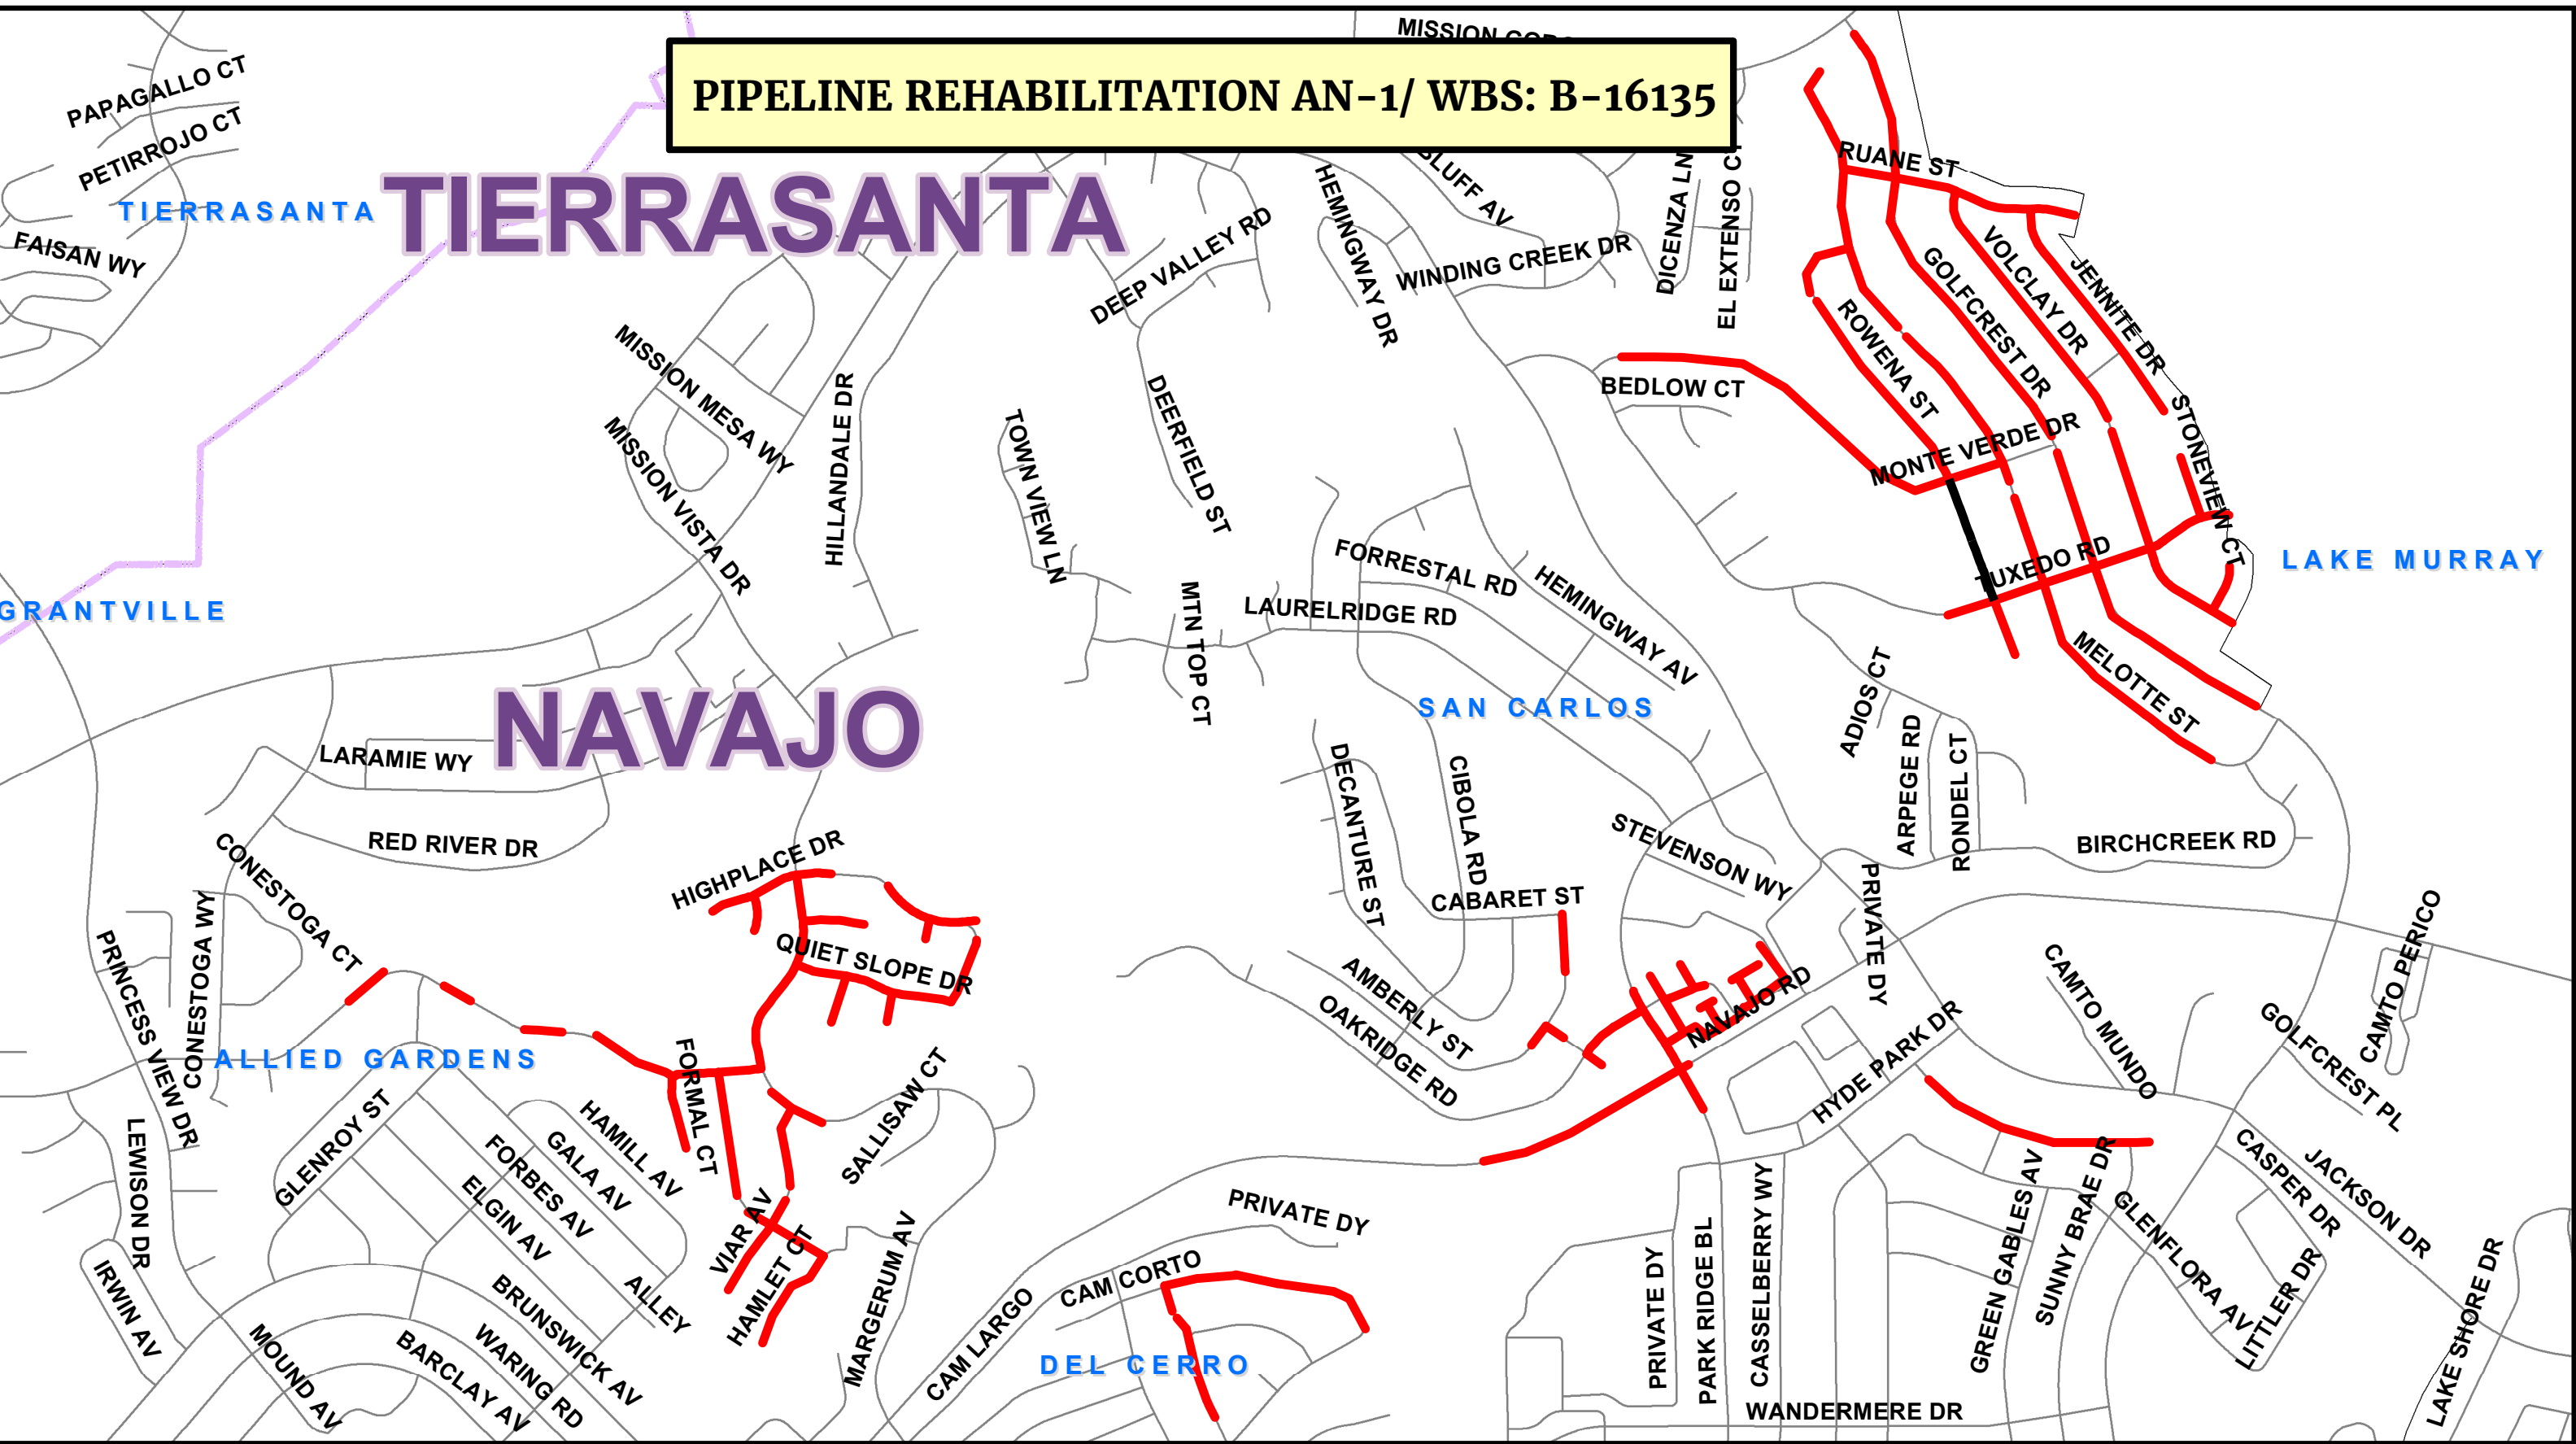 MISSION
PIPELINE REHABILITATION AN-1/ WBS: B-16135
PAPAGALLO CT
PETIRROJO CT
TIERRASANTA
TIERRASANTA
FAISAN WY
DEEP VALLEY RD
HEMINGWAY DR
BLUFF AV
WINDING CREEK DR
DICENZA LN
EL EXTENSO CT
RUANE ST
VOLCLAY DR
JENNITE DR
GOLFCREST DR
ROWENA ST
MISSION MESA WY
MISSION VISTA DR
HILLANDALE DR
TOWN VIEW LN
DEERFIELD ST
BEDLOW CT
MONTE VERDE DR
STONEVIEW CT
TUXEDO RD
LAKE MURRAY
GRANTVILLE
MTN TOP CT
FORRESTAL RD
LAURELRIDGE RD
HEMINGWAY AV
SAN CARLOS
MELOTTE ST
ADIOS CT
ARPEGE RD
RONDEL CT
NAVAJO
LARAMIE WY
RED RIVER DR
CONESTOGA CT
CONESTOGA WY
HIGHPLACE DR
QUIET SLOPE DR
DECANTURE ST
CIBOLA RD
CABARET ST
STEVENSON WY
BIRCHCREEK RD
PRIVATE DY
AMBERLY ST
OAKRIDGE RD
NAVAJO RD
HYDE PARK DR
CAMTO MUNDO
CAMTO PERICO
GOLFCREST PL
PRINCESS VIEW DR
ALLIED GARDENS
FORMAL CT
SALLISAW CT
LEWISON DR
GLENROY ST
HAMILL AV
GALA AV
FORBES AV
ELGIN AV
ALLEY
VIAR AV
HAMLET CT
MARGERUM AV
IRWIN AV
MOUND AV
BARCLAY AV
WARING RD
BRUNSWICK AV
PRIVATE DY
CAM CORTO
CAM LARGO
DEL CERRO
PRIVATE DY
PARK RIDGE BL
CASSELBERRY WY
GREEN GABLES AV
SUNNY BRAE DR
GLENFLORA AV
CASPER DR
JACKSON DR
LITTLER DR
LAKE SHORE DR
WANDERMERE DR